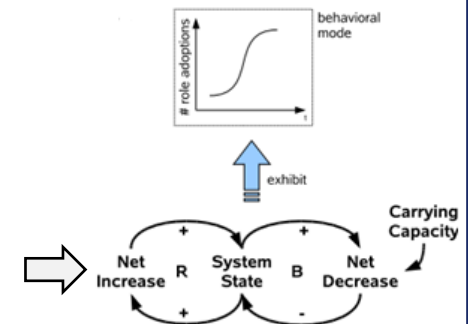 behavioral
mode
# role adoptions
t
exhibit
Carrying
Capacity
+
+
Net
Increase
R
System
State
B
Net
Decrease
+
-